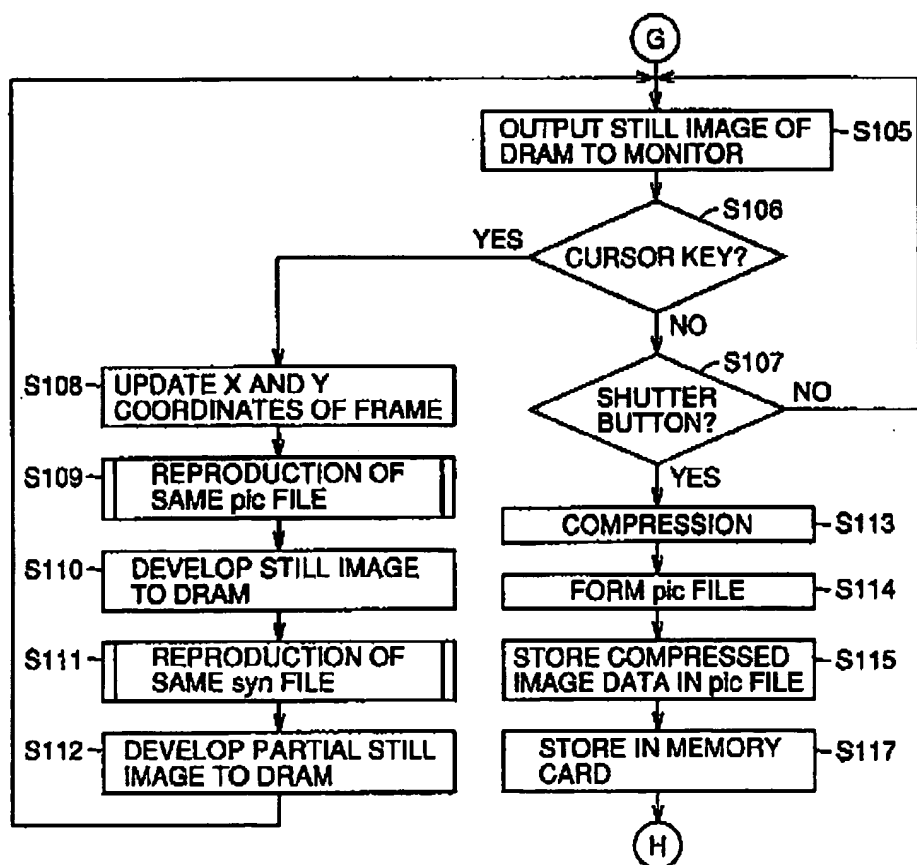 G
OUTPUT STILL IMAGE OF
DRAM TO MONITOR
S105
S106
CURSOR KEY?
YES
NO
S107
SHUTTER
BUTTON?
NO
YES
S108
UPDATE X AND Y
COORDINATES OF FRAME
S109
REPRODUCTION OF
SAME pic FILE
S110
DEVELOP STILL IMAGE
TO DRAM
S111
REPRODUCTION OF
SAME syn FILE
S112
DEVELOP PARTIAL STILL
IMAGE TO DRAM
COMPRESSION
S113
FORM pic FILE
S114
STORE COMPRESSED
IMAGE DATA IN pic FILE
S115
STORE IN MEMORY
CARD
S117
H